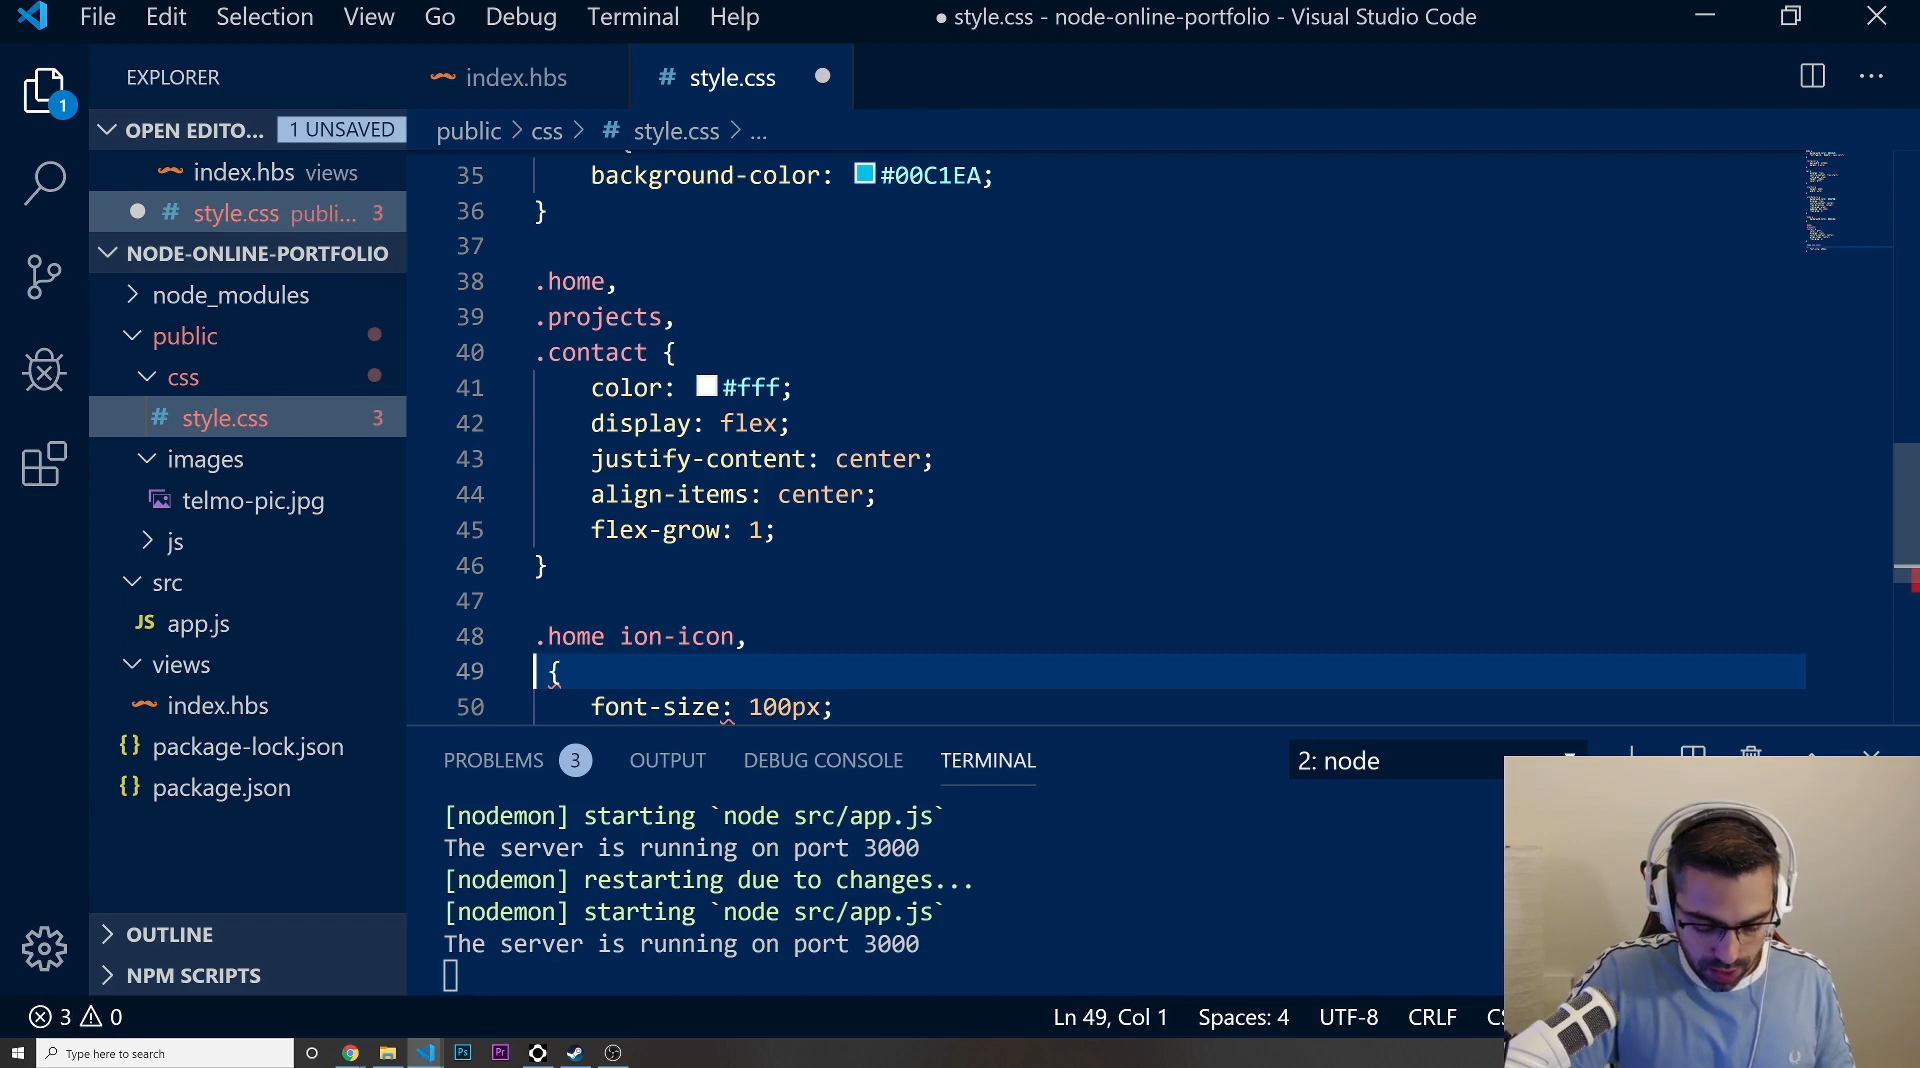 File Edit Selection View Go Debug Terminal Help
● style.css - node-online-portfolio - Visual Studio Code
EXPLORER
index.hbs
# style.css
OPEN EDITO... 1 UNSAVED
public > css > # style.css > ...
index.hbs views
# style.css publi... 3
NODE-ONLINE-PORTFOLIO
node_modules
public
css
# style.css 3
images
telmo-pic.jpg
js
src
JS app.js
views
index.hbs
{} package-lock.json
{} package.json
OUTLINE
NPM SCRIPTS
1
35 background-color: #00C1EA;
36 }
37
38 .home,
39 .projects,
40 .contact {
41 color: #fff;
42 display: flex;
43 justify-content: center;
44 align-items: center;
45 flex-grow: 1;
46 }
47
48 .home ion-icon,
49 {
50 font-size: 100px;
PROBLEMS 3 OUTPUT DEBUG CONSOLE TERMINAL
2: node
[nodemon] starting `node src/app.js`
The server is running on port 3000
[nodemon] restarting due to changes...
[nodemon] starting `node src/app.js`
The server is running on port 3000
3 0
Ln 49, Col 1 Spaces: 4 UTF-8 CRLF CS
Type here to search
Ps Pr